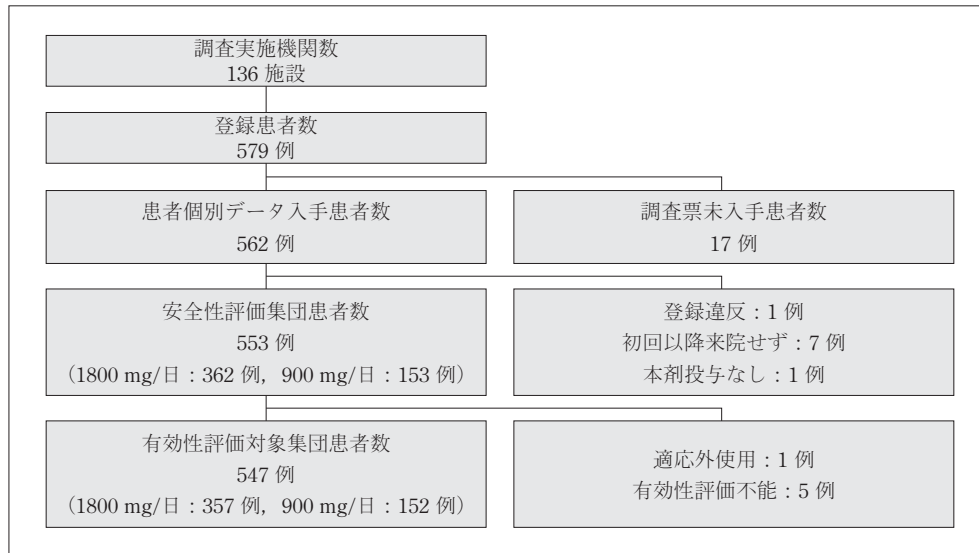 調査実施機関数
136 施設
登録患者数
579 例
患者個別データ入手患者数
562 例
調査票未入手患者数
17 例
安全性評価集団患者数
553 例
(1800 mg/日:362 例,900 mg/日:153 例)
登録違反:1 例
初回以降来院せず:7 例
本剤投与なし:1 例
有効性評価対象集団患者数
547 例
(1800 mg/日:357 例,900 mg/日:152 例)
適応外使用:1 例
有効性評価不能:5 例